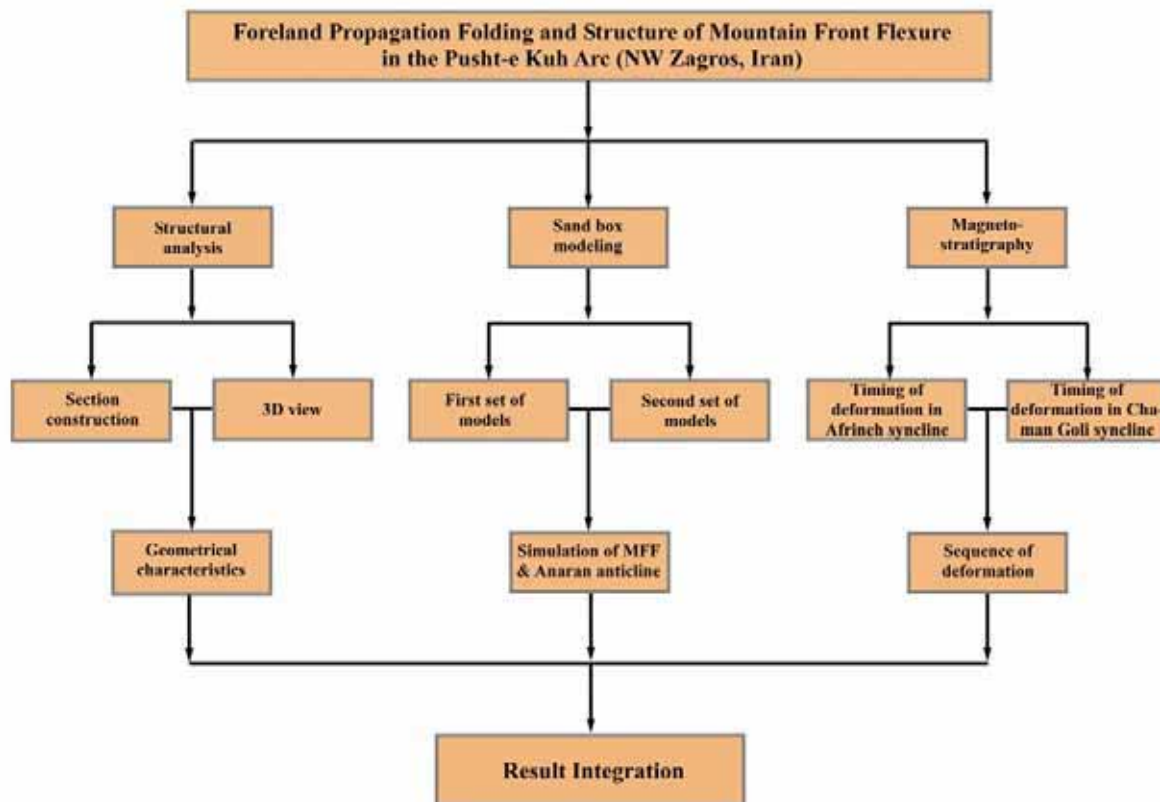 Foreland Propagation Folding and Structure of Mountain Front Flexure
in the Pusht-e Kuh Arc (NW Zagros, Iran)
Structural
analysis
Sand box
modeling
Magneto-
stratigraphy
Section
construction
3D view
First set of
models
Second set of
models
Timing of
deformation in
Afrinch syncline
Timing of
deformation in Cha-
man Goli syncline
Geometrical
characteristics
Simulation of MFF
& Anaran anticline
Sequence of
deformation
Result Integration